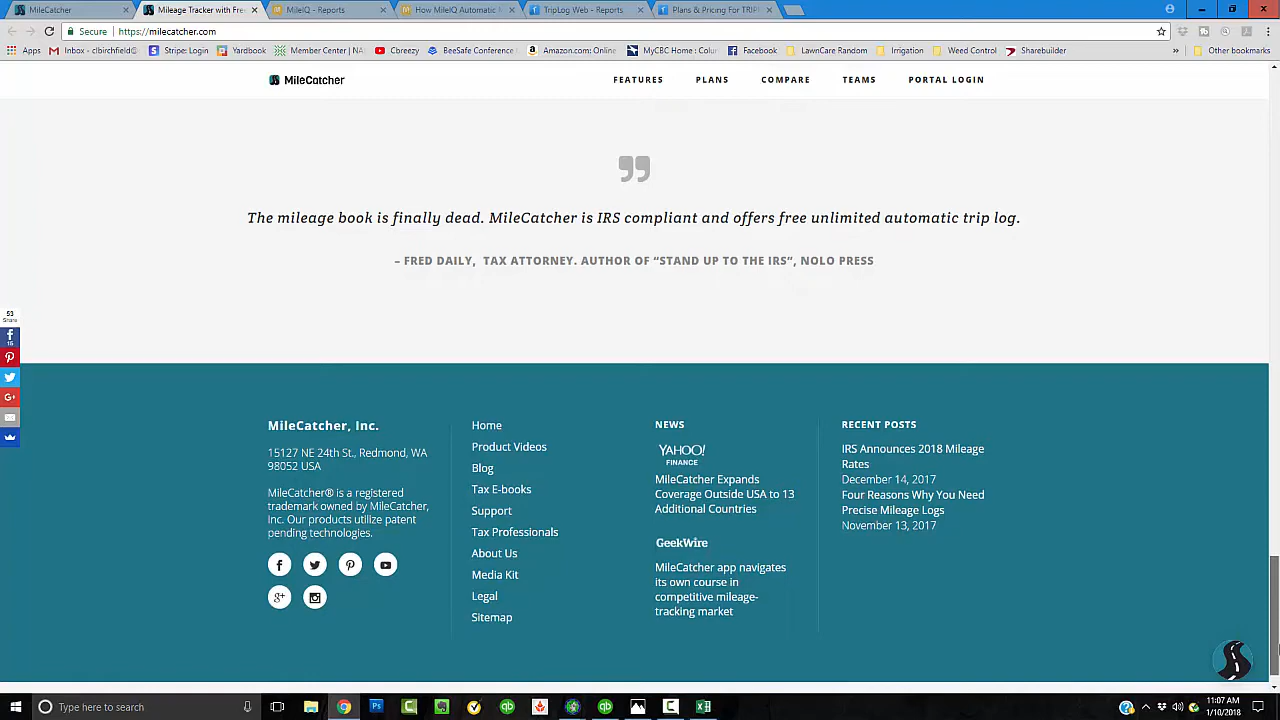 MileCatcher
Mileage Tracker with Fre
MileIQ - Reports
How MileIQ Automatic
TripLog Web - Reports
Plans & Pricing For TRIP
Secure
https://milecatcher.com
Apps
Inbox - cbirchfield@
Stripe: Login
Yardbook
Member Center | NA
Cbreezy
FeeSafe Conference
Amazon.com: Online
MyCBC Home : Colu
Facebook
LawnCare Random
Irrigation
Weed Control
Sharebuilder
»
Other bookmarks
MileCatcher
FEATURES
PLANS
COMPARE
TEAMS
PORTAL LOGIN
The mileage book is finally dead. MileCatcher is IRS compliant and offers free unlimited automatic trip log.
– FRED DAILY, TAX ATTORNEY. AUTHOR OF “STAND UP TO THE IRS”, NOLO PRESS
53
Share
16
MileCatcher, Inc.
15127 NE 24th St., Redmond, WA
98052 USA
MileCatcher® is a registered
trademark owned by MileCatcher,
Inc. Our products utilize patent
pending technologies.
Home
Product Videos
Blog
Tax E-books
Support
Tax Professionals
About Us
Media Kit
Legal
Sitemap
NEWS
YAHOO!
FINANCE
MileCatcher Expands
Coverage Outside USA to 13
Additional Countries
GeekWire
MileCatcher app navigates
its own course in
competitive mileage-
tracking market
RECENT POSTS
IRS Announces 2018 Mileage
Rates
December 14, 2017
Four Reasons Why You Need
Precise Mileage Logs
November 13, 2017
Type here to search
11:07 AM
1/10/2018